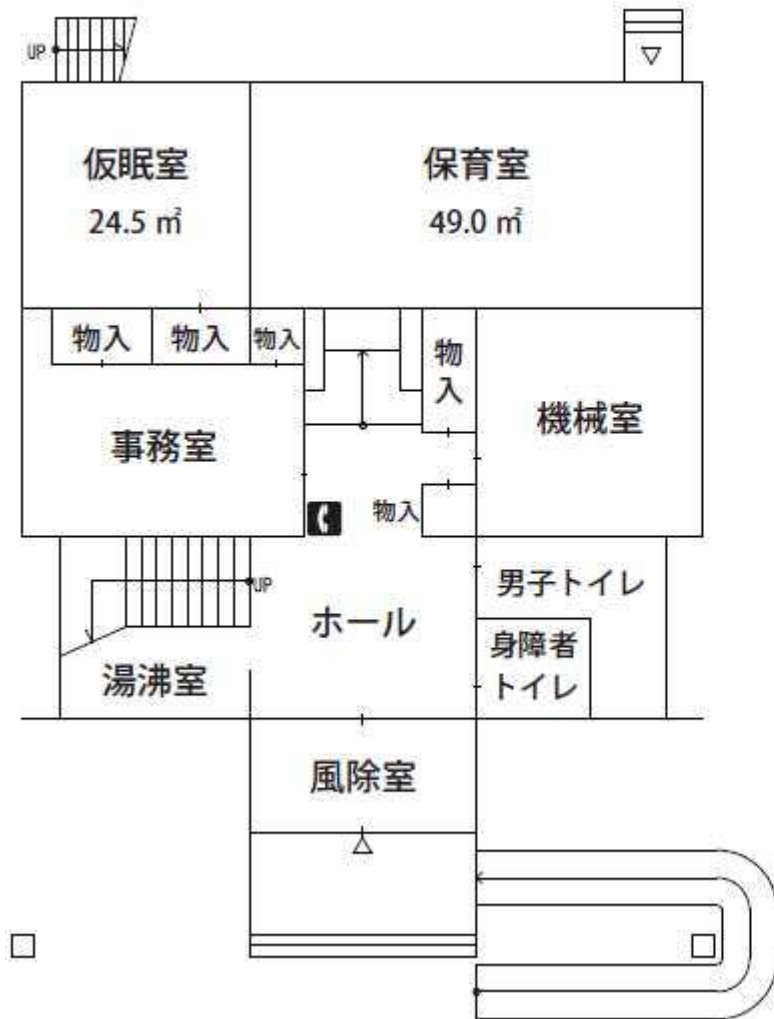 UP
仮眠室
24.5 ㎡
保育室
49.0 ㎡
物入
物入
物入
物入
機械室
事務室
物入
UP
ホール
男子トイレ
身障者
トイレ
湯沸室
風除室